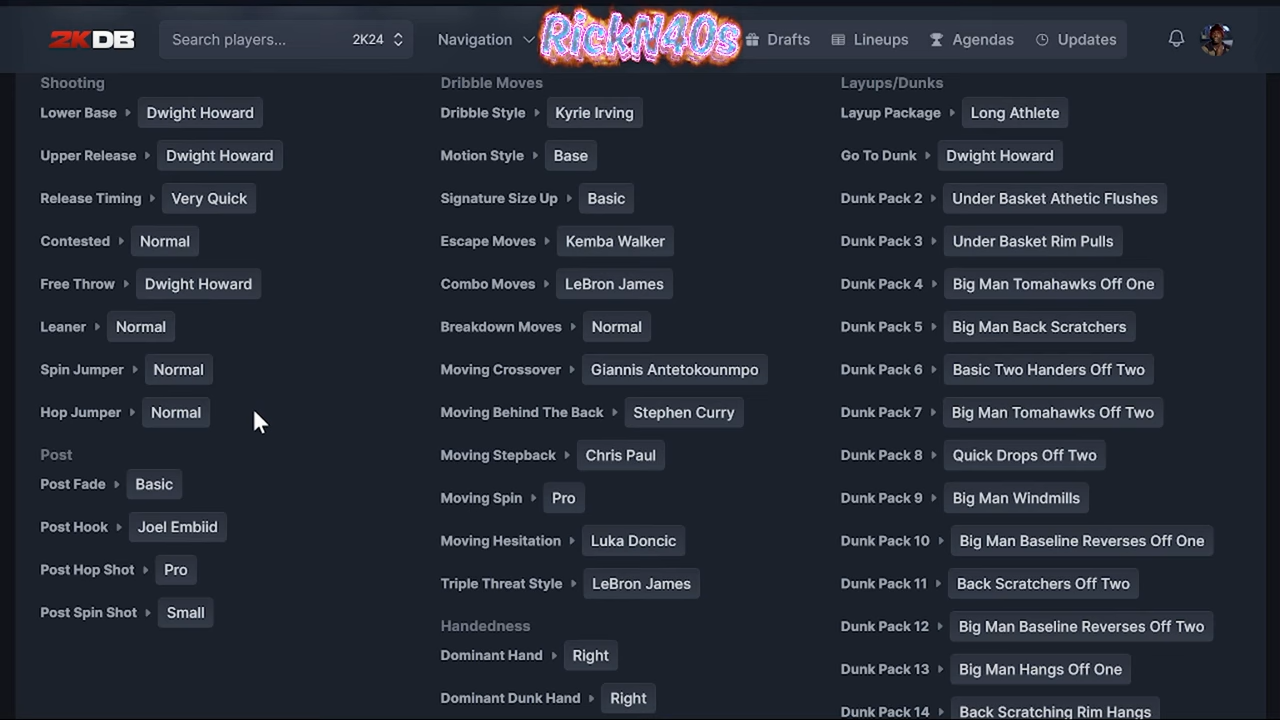 2KDB
Search players...
2K24
Navigation
RickN40s
Drafts
Lineups
Agendas
Updates
Shooting
Lower Base Dwight Howard
Upper Release Dwight Howard
Release Timing Very Quick
Contested Normal
Free Throw Dwight Howard
Leaner Normal
Spin Jumper Normal
Hop Jumper Normal
Post
Post Fade Basic
Post Hook Joel Embiid
Post Hop Shot Pro
Post Spin Shot Small
Dribble Moves
Dribble Style Kyrie Irving
Motion Style Base
Signature Size Up Basic
Escape Moves Kemba Walker
Combo Moves LeBron James
Breakdown Moves Normal
Moving Crossover Giannis Antetokounmpo
Moving Behind The Back Stephen Curry
Moving Stepback Chris Paul
Moving Spin Pro
Moving Hesitation Luka Doncic
Triple Threat Style LeBron James
Handedness
Dominant Hand Right
Dominant Dunk Hand Right
Layups/Dunks
Layup Package Long Athlete
Go To Dunk Dwight Howard
Dunk Pack 2 Under Basket Athetic Flushes
Dunk Pack 3 Under Basket Rim Pulls
Dunk Pack 4 Big Man Tomahawks Off One
Dunk Pack 5 Big Man Back Scratchers
Dunk Pack 6 Basic Two Handers Off Two
Dunk Pack 7 Big Man Tomahawks Off Two
Dunk Pack 8 Quick Drops Off Two
Dunk Pack 9 Big Man Windmills
Dunk Pack 10 Big Man Baseline Reverses Off One
Dunk Pack 11 Back Scratchers Off Two
Dunk Pack 12 Big Man Baseline Reverses Off Two
Dunk Pack 13 Big Man Hangs Off One
Dunk Pack 14 Back Scratching Rim Hangs